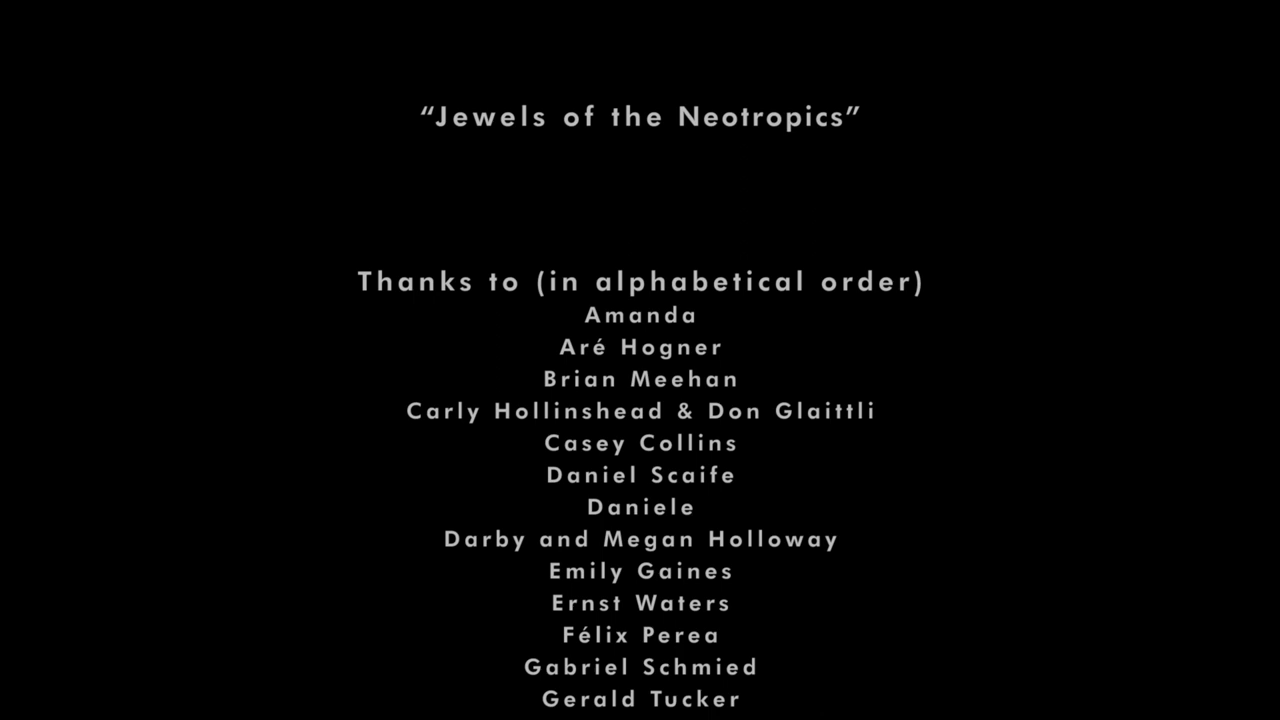 “Jewels of the Neotropics”
Thanks to (in alphabetical order)
Amanda
Aré Hogner
Brian Meehan
Carly Hollinshead & Don Glaittli
Casey Collins
Daniel Scaife
Daniele
Darby and Megan Holloway
Emily Gaines
Ernst Waters
Félix Perea
Gabriel Schmied
Gerald Tucker